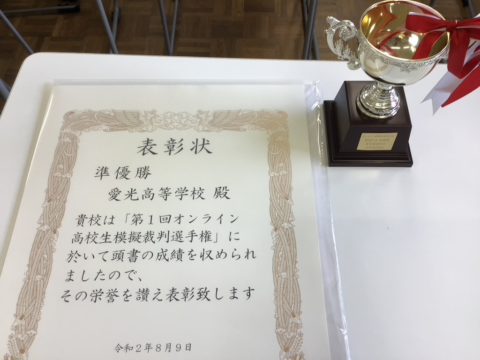 表彰状
準優勝
愛光高等学校 殿
貴校は「第１回オンライン
高校生模擬裁判選手権」に
於いて頭書の成績を収められ
ましたので、
その栄誉を讃え表彰致します
令和２年８月９日